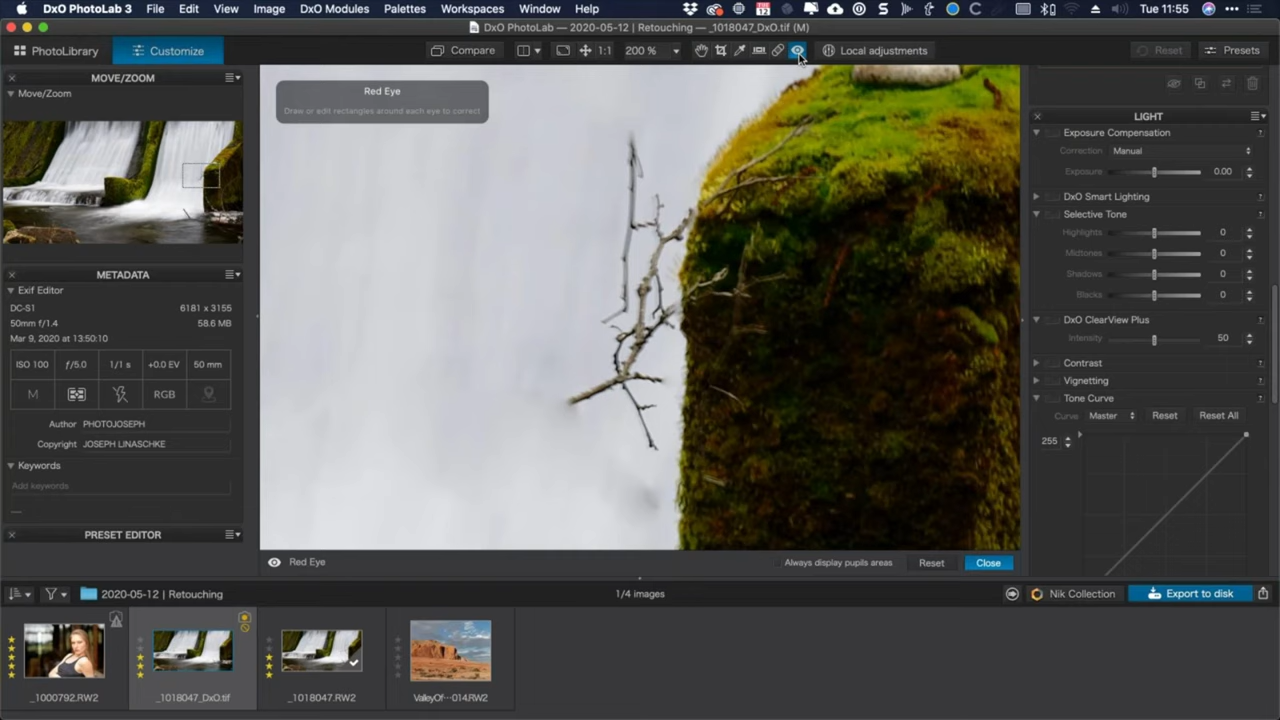 DxO PhotoLab 3 File Edit View Image DxO Modules Palettes Workspaces Window Help Tue 11:55
DxO PhotoLab 3 — 2020-05-12 | Retouching — _1018047_DxO.tif (M)
PhotoLibrary Customize Compare 1:1 200 % Local adjustments Reset Presets
MOVE/ZOOM
Move/Zoom
METADATA
Exif Editor
DC-S1 6181 x 3155
50mm f/1.4 58.6 MB
Mar 9, 2020 at 13:50:10
ISO 100 ƒ/5.0 1/1 s +0.0 EV 50 mm
M RGB
Author PHOTOJOSEPH
Copyright JOSEPH LINASCHKE
Keywords
Add keywords
PRESET EDITOR
Red Eye
Draw or edit rectangles around each eye to correct
Red Eye Always display pupils areas Reset Close
LIGHT
Exposure Compensation
Correction Manual
Exposure 0.00
DxO Smart Lighting
Selective Tone
Highlights 0
Midtones 0
Shadows 0
Blacks 0
DxO ClearView Plus
Intensity 50
Contrast
Vignetting
Tone Curve
Curve Master Reset Reset All
255
2020-05-12 | Retouching 1/4 images Nik Collection Export to disk
_1000792.RW2 _1018047_DxO.tif _1018047.RW2 ValleyOf···014.RW2